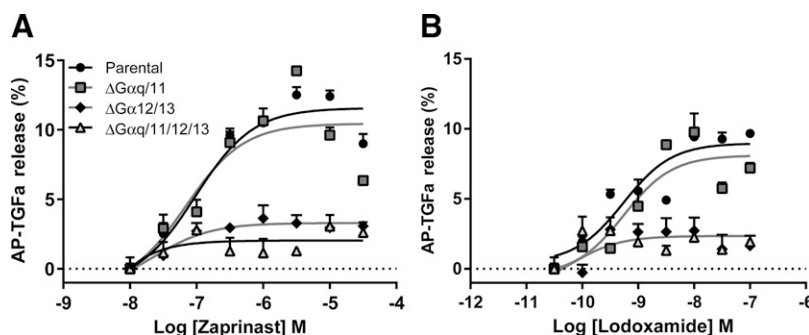 A
AP-TGFa release (%)
15
10
5
0
Parental
ΔGαq/11
ΔGα12/13
ΔGαq/11/12/13
-9 -8 -7 -6 -5 -4
Log [Zaprinast] M
B
AP-TGFa release (%)
15
10
5
0
-12 -11 -10 -9 -8 -7 -6
Log [Lodoxamide] M